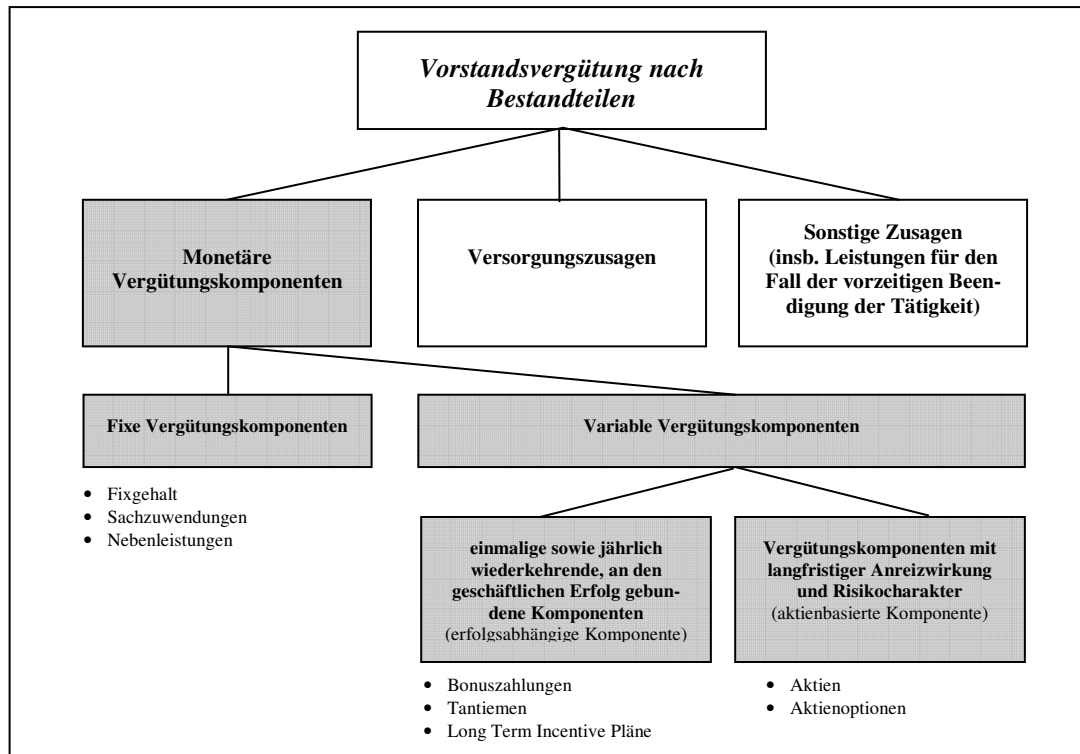 Vorstandsvergütung nach
Bestandteilen
Monetäre
Vergütungskomponenten
Versorgungszusagen
Sonstige Zusagen
(insb. Leistungen für den
Fall der vorzeitigen Been-
digung der Tätigkeit)
Fixe Vergütungskomponenten
Variable Vergütungskomponenten
• Fixgehalt
• Sachzuwendungen
• Nebenleistungen
einmalige sowie jährlich
wiederkehrende, an den
geschäftlichen Erfolg gebun-
dene Komponenten
(erfolgsabhängige Komponente)
Vergütungskomponenten mit
langfristiger Anreizwirkung
und Risikocharakter
(aktienbasierte Komponente)
• Bonuszahlungen
• Tantiemen
• Long Term Incentive Pläne
• Aktien
• Aktienoptionen